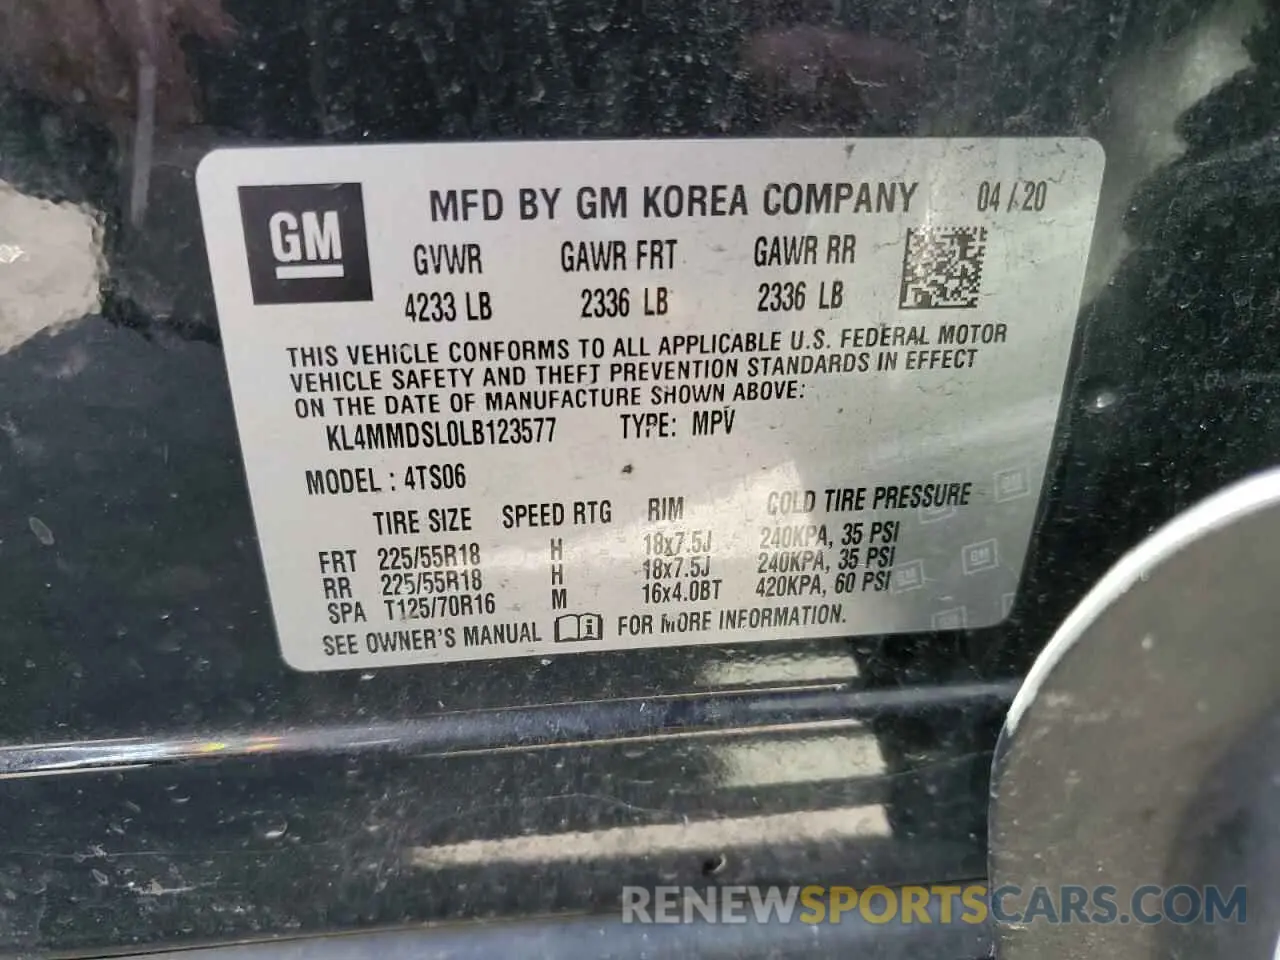 GM
MFD BY GM KOREA COMPANY 04 / 20
GVWR GAWR FRT GAWR RR
4233 LB 2336 LB 2336 LB
THIS VEHICLE CONFORMS TO ALL APPLICABLE U.S. FEDERAL MOTOR
VEHICLE SAFETY AND THEFT PREVENTION STANDARDS IN EFFECT
ON THE DATE OF MANUFACTURE SHOWN ABOVE:
KL4MMDSL0LB123577 TYPE: MPV
MODEL : 4TS06
TIRE SIZE SPEED RTG RIM COLD TIRE PRESSURE
FRT 225/55R18 H 18x7.5J 240KPA, 35 PSI
RR 225/55R18 H 18x7.5J 240KPA, 35 PSI
SPA T125/70R16 M 16x4.0BT 420KPA, 60 PSI
SEE OWNER'S MANUAL FOR MORE INFORMATION.
GM
GM
GM
RENEWSPORTSCARS.COM